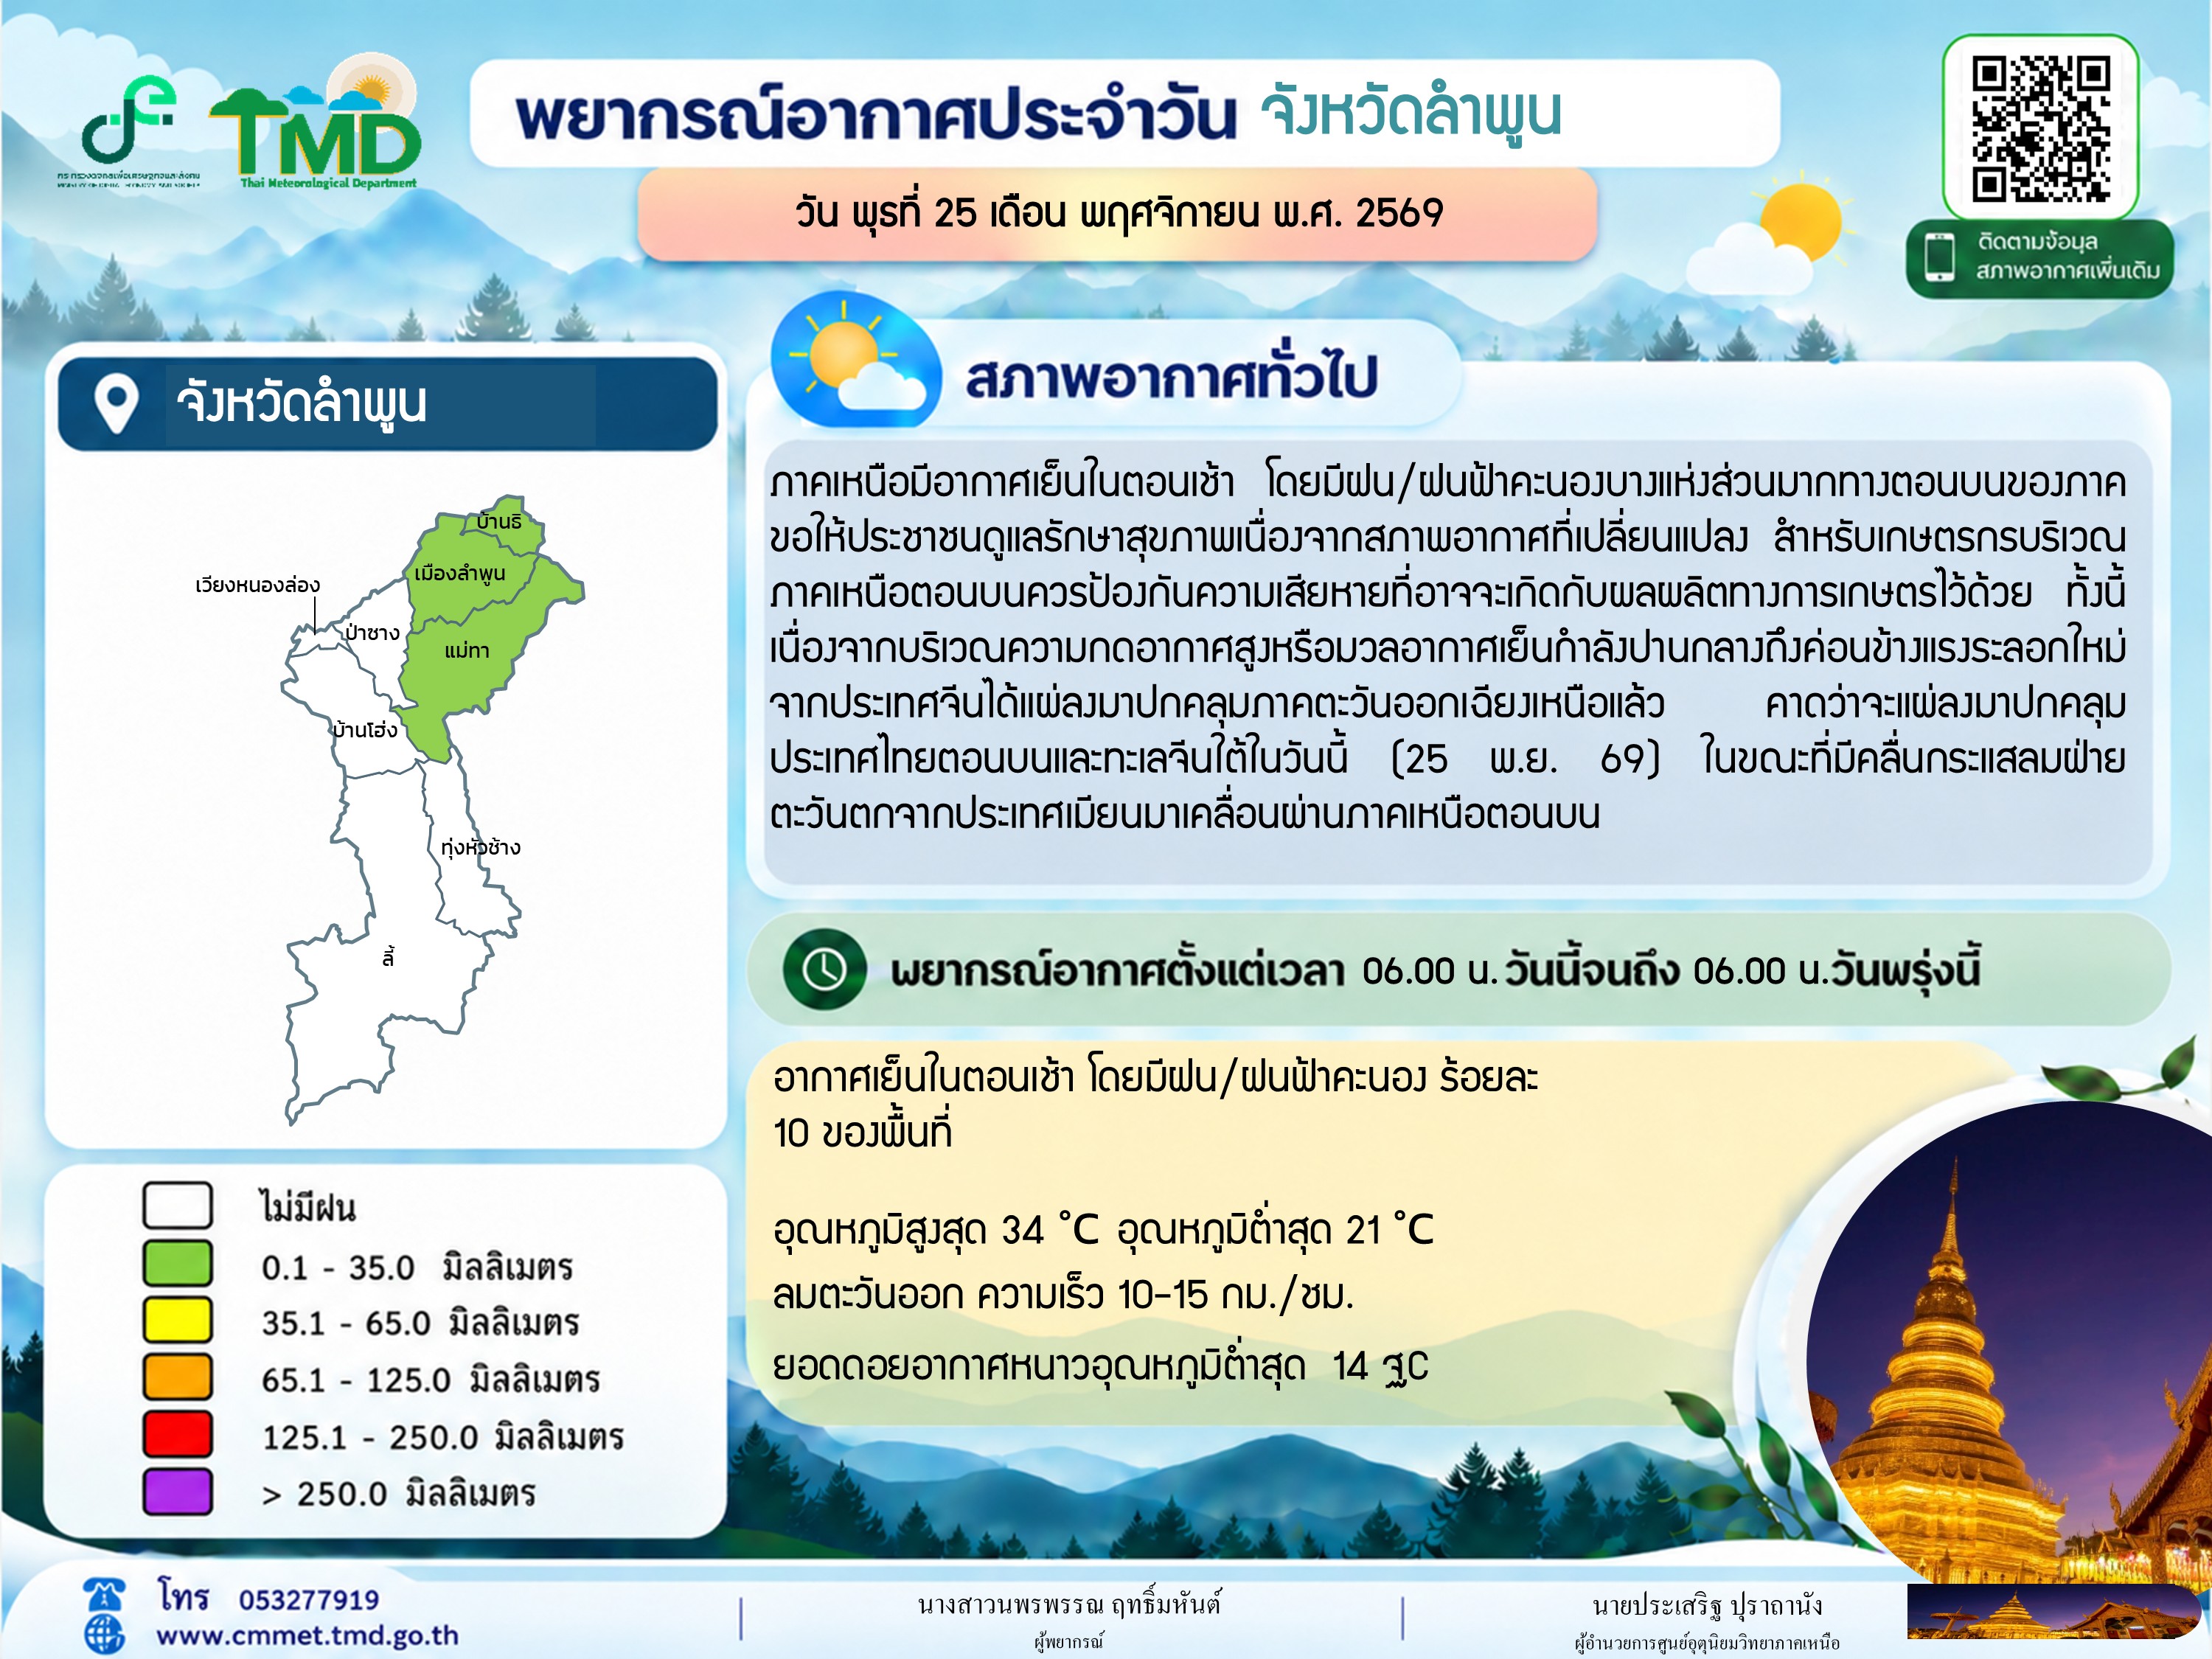 พยากรณ์อากาศประจำวัน จังหวัดลำพูน
TMD
Thai Meteorological Department
วัน พุธที่ 25 เดือน พฤศจิกายน พ.ศ. 2569
ติดตามข้อมูล
สภาพอากาศเพิ่มเติม
จังหวัดลำพูน
บ้านธิ
เมืองลำพูน
เวียงหนองล่อง
ป่าซาง
แม่ทา
บ้านโฮ่ง
ทุ่งหัวช้าง
ลี้
ไม่มีฝน
0.1 - 35.0 มิลลิเมตร
35.1 - 65.0 มิลลิเมตร
65.1 - 125.0 มิลลิเมตร
125.1 - 250.0 มิลลิเมตร
> 250.0 มิลลิเมตร
สภาพอากาศทั่วไป
ภาคเหนือมีอากาศเย็นในตอนเช้า โดยมีฝน/ฝนฟ้าคะนองบางแห่งส่วนมากทางตอนบนของภาค
ขอให้ประชาชนดูแลรักษาสุขภาพเนื่องจากสภาพอากาศที่เปลี่ยนแปลง สำหรับเกษตรกรบริเวณ
ภาคเหนือตอนบนควรป้องกันความเสียหายที่อาจจะเกิดกับผลผลิตทางการเกษตรไว้ด้วย ทั้งนี้
เนื่องจากบริเวณความกดอากาศสูงหรือมวลอากาศเย็นกำลังปานกลางถึงค่อนข้างแรงระลอกใหม่
จากประเทศจีนได้แผ่ลงมาปกคลุมภาคตะวันออกเฉียงเหนือแล้ว คาดว่าจะแผ่ลงมาปกคลุม
ประเทศไทยตอนบนและทะเลจีนใต้ในวันนี้ (25 พ.ย. 69) ในขณะที่มีคลื่นกระแสลมฝ่าย
ตะวันตกจากประเทศเมียนมาเคลื่อนผ่านภาคเหนือตอนบน
พยากรณ์อากาศตั้งแต่เวลา 06.00 น. วันนี้จนถึง 06.00 น.วันพรุ่งนี้
อากาศเย็นในตอนเช้า โดยมีฝน/ฝนฟ้าคะนอง ร้อยละ
10 ของพื้นที่
อุณหภูมิสูงสุด 34 °C อุณหภูมิต่ำสุด 21 °C
ลมตะวันออก ความเร็ว 10-15 กม./ชม.
ยอดดอยอากาศหนาวอุณหภูมิต่ำสุด 14 ฐC
โทร 053277919
www.cmmet.tmd.go.th
นางสาวนพรพรรณ ฤทธิ์มหันต์
ผู้พยากรณ์
นายประเสริฐ ปุราถานัง
ผู้อำนวยการศูนย์อุตุนิยมวิทยาภาคเหนือ